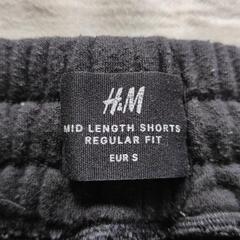 H&M
MID LENGTH SHORTS
REGULAR FIT
EUR S